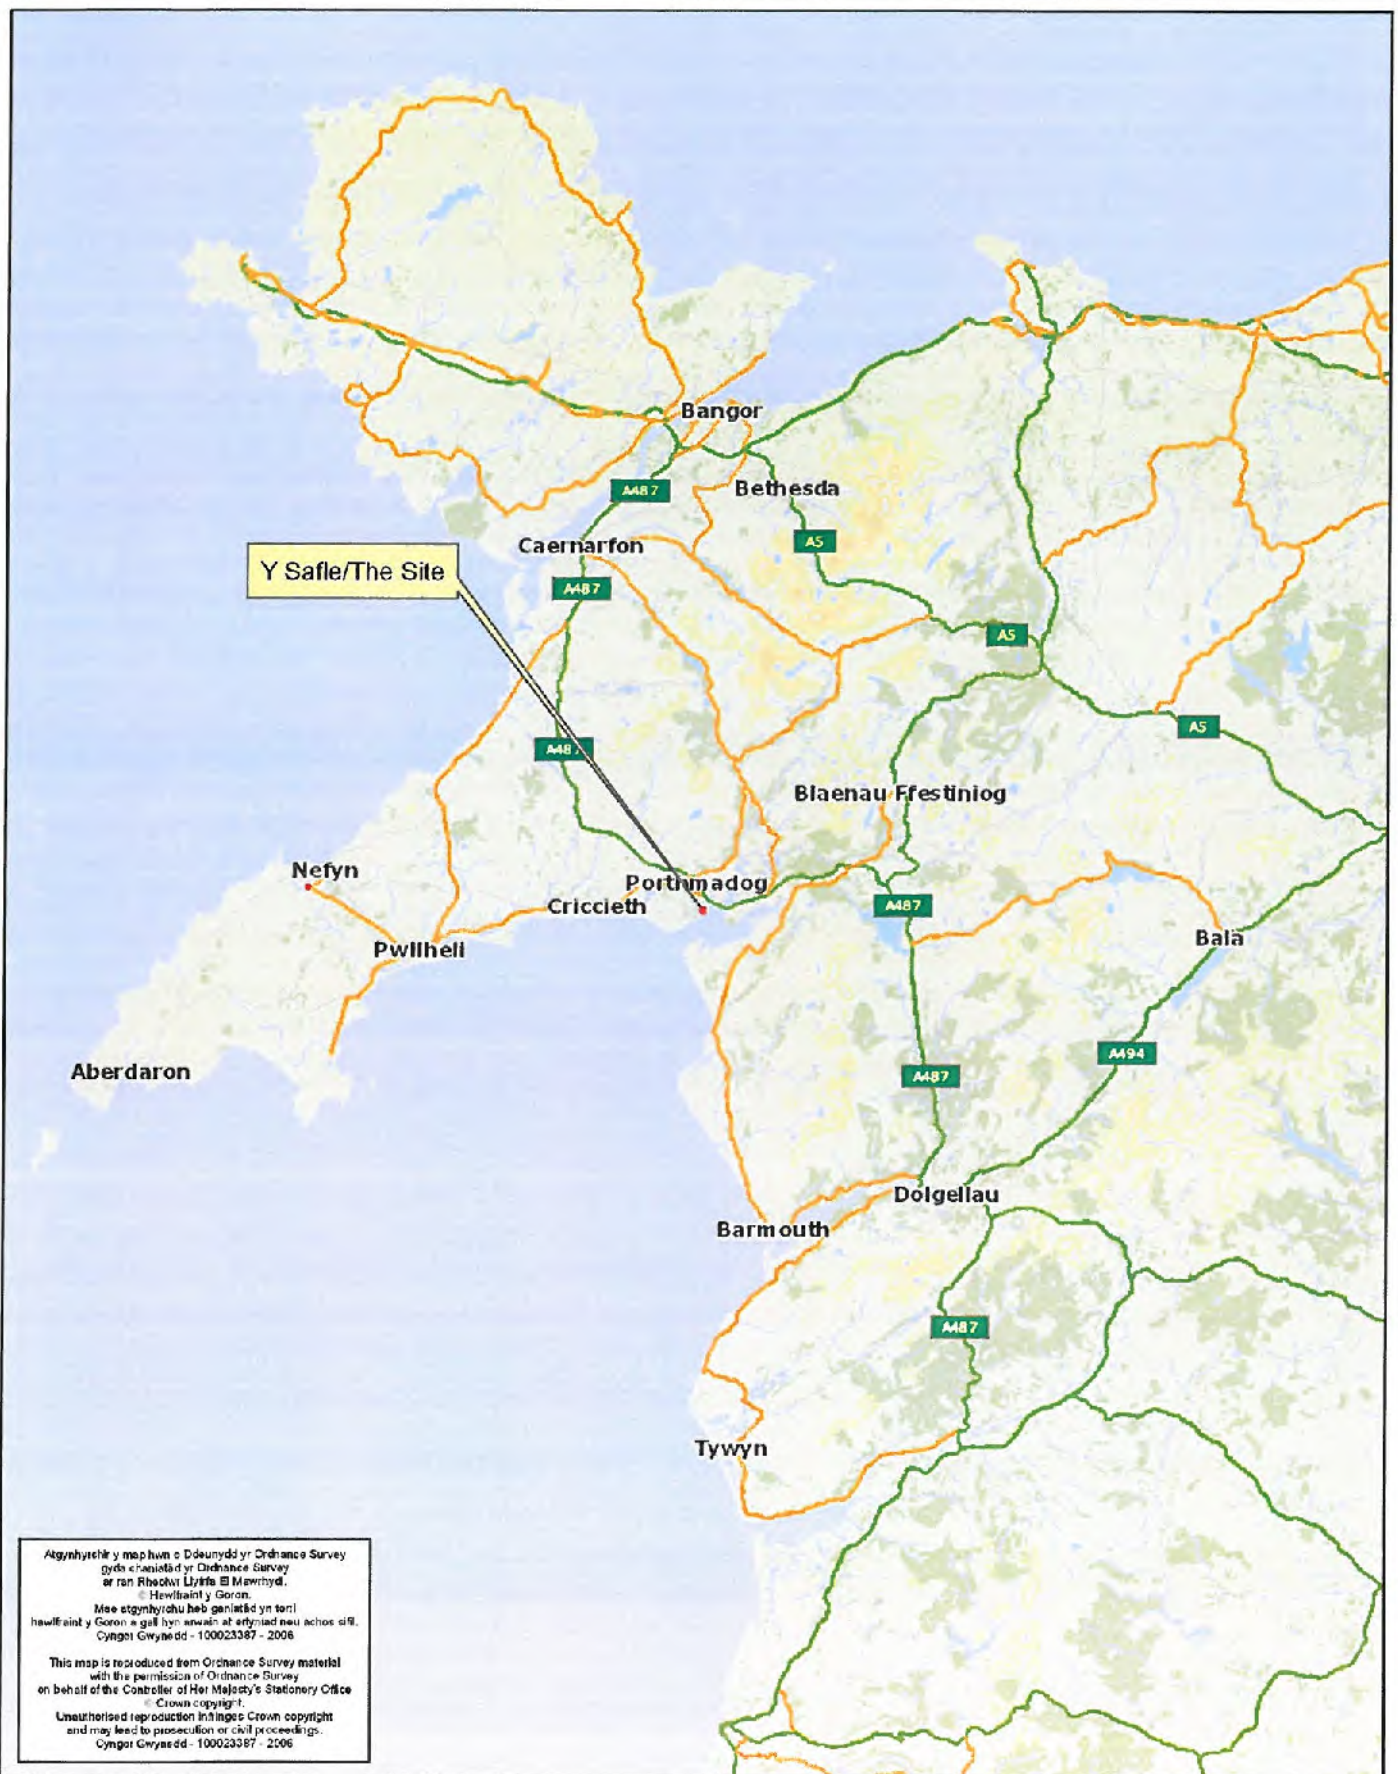 Bangor
A487
Bethesda
A5
Caernarfon
Y Safle/The Site
A487
A5
A5
A487
Blaenau Ffestiniog
Nefyn
Porthmadog
Criccieth
A487
Pwllheli
Bala
A494
Aberdaron
A487
Dolgellau
Barmouth
A487
Tywyn
Atgynhyrchir y map hwn o Ddeunydd yr Ordnance Survey
gyda chaniatâd yr Ordnance Survey
ar ran Rheolwr Llyfrfa Ei Mawrhydi.
© Hawlfraint y Goron.
Mae atgynhyrchu heb ganiatâd yn torri
hawlfraint y Goron a gall hyn arwain at erlyniad neu achos sifil.
Cyngor Gwynedd - 100023387 - 2006
This map is reproduced from Ordnance Survey material
with the permission of Ordnance Survey
on behalf of the Controller of Her Majesty's Stationery Office
© Crown copyright.
Unauthorised reproduction infringes Crown copyright
and may lead to prosecution or civil proceedings.
Cyngor Gwynedd - 100023387 - 2006